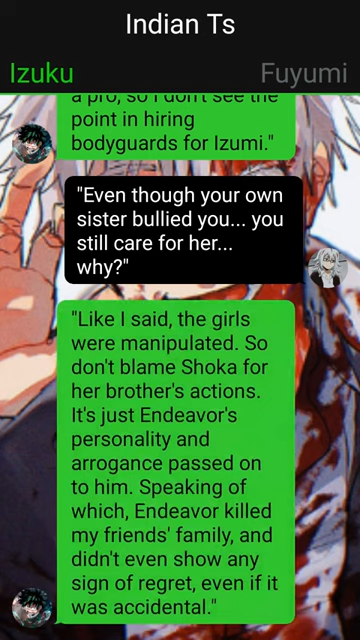 Indian Ts
Izuku
Fuyumi
a pro, so I don't see the
point in hiring
bodyguards for Izumi."
"Even though your own
sister bullied you... you
still care for her...
why?"
"Like I said, the girls
were manipulated. So
don't blame Shoka for
her brother's actions.
It's just Endeavor's
personality and
arrogance passed on
to him. Speaking of
which, Endeavor killed
my friends' family, and
didn't even show any
sign of regret, even if it
was accidental."